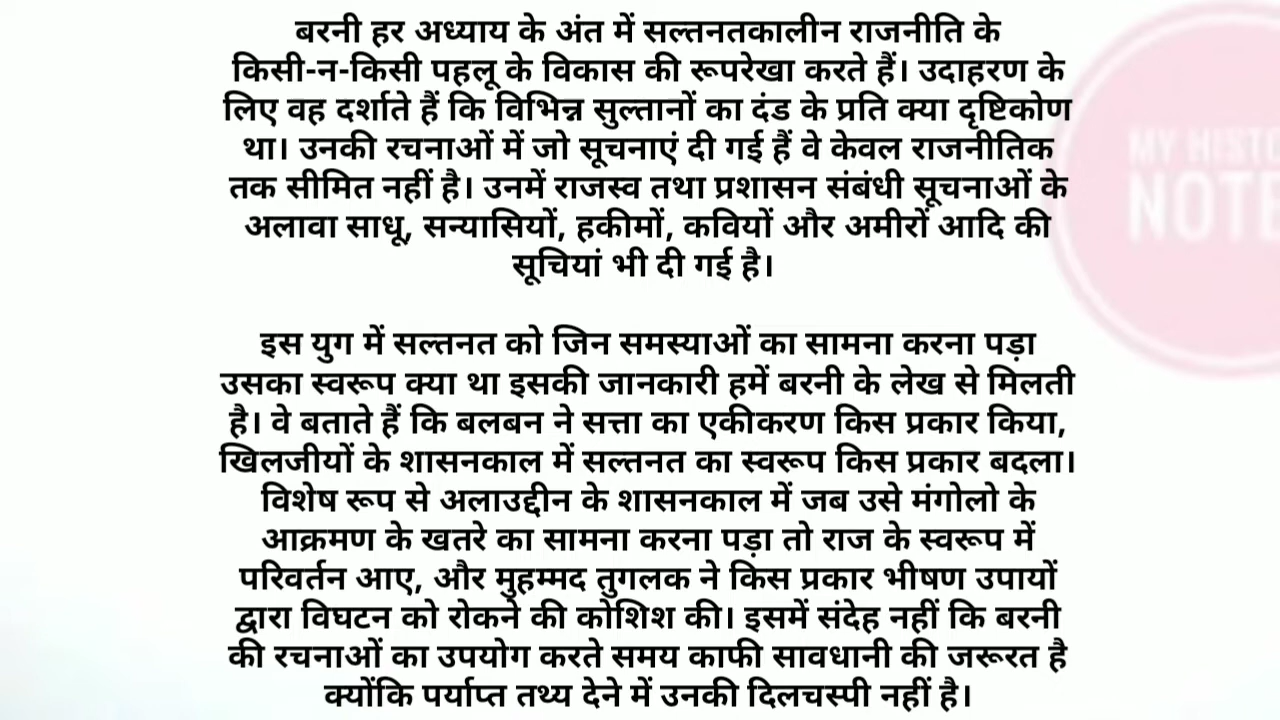 बरनी हर अध्याय के अंत में सल्तनतकालीन राजनीति के
किसी-न-किसी पहलू के विकास की रूपरेखा करते हैं। उदाहरण के
लिए वह दर्शाते हैं कि विभिन्न सुल्तानों का दंड के प्रति क्या दृष्टिकोण
था। उनकी रचनाओं में जो सूचनाएं दी गई हैं वे केवल राजनीतिक
तक सीमित नहीं है। उनमें राजस्व तथा प्रशासन संबंधी सूचनाओं के
अलावा साधू, सन्यासियों, हकीमों, कवियों और अमीरों आदि की
सूचियां भी दी गई है।
इस युग में सल्तनत को जिन समस्याओं का सामना करना पड़ा
उसका स्वरूप क्या था इसकी जानकारी हमें बरनी के लेख से मिलती
है। वे बताते हैं कि बलबन ने सत्ता का एकीकरण किस प्रकार किया,
खिलजीयों के शासनकाल में सल्तनत का स्वरूप किस प्रकार बदला।
विशेष रूप से अलाउद्दीन के शासनकाल में जब उसे मंगोलो के
आक्रमण के खतरे का सामना करना पड़ा तो राज के स्वरूप में
परिवर्तन आए, और मुहम्मद तुगलक ने किस प्रकार भीषण उपायों
द्वारा विघटन को रोकने की कोशिश की। इसमें संदेह नहीं कि बरनी
की रचनाओं का उपयोग करते समय काफी सावधानी की जरूरत है
क्योंकि पर्याप्त तथ्य देने में उनकी दिलचस्पी नहीं है।
MY HISTO
NOTE